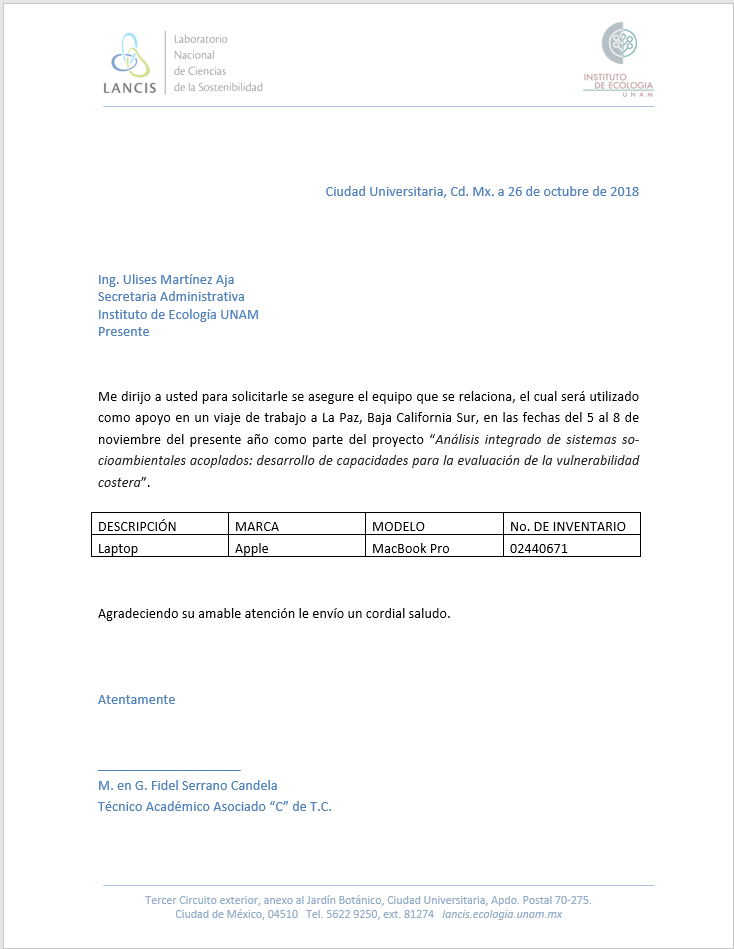 LANCIS
Laboratorio
Nacional
de Ciencias
de la Sostenibilidad
INSTITUTO
DE ECOLOGIA
UNAM
Ciudad Universitaria, Cd. Mx. a 26 de octubre de 2018
Ing. Ulises Martínez Aja
Secretaria Administrativa
Instituto de Ecología UNAM
Presente
Me dirijo a usted para solicitarle se asegure el equipo que se relaciona, el cual será utilizado
como apoyo en un viaje de trabajo a La Paz, Baja California Sur, en las fechas del 5 al 8 de
noviembre del presente año como parte del proyecto “Análisis integrado de sistemas so-
cioambientales acoplados: desarrollo de capacidades para la evaluación de la vulnerabilidad
costera”.
DESCRIPCIÓN MARCA MODELO No. DE INVENTARIO
Laptop Apple MacBook Pro 02440671
Agradeciendo su amable atención le envío un cordial saludo.
Atentamente
M. en G. Fidel Serrano Candela
Técnico Académico Asociado “C” de T.C.
Tercer Circuito exterior, anexo al Jardín Botánico, Ciudad Universitaria, Apdo. Postal 70-275.
Ciudad de México, 04510 Tel. 5622 9250, ext. 81274 lancis.ecologia.unam.mx